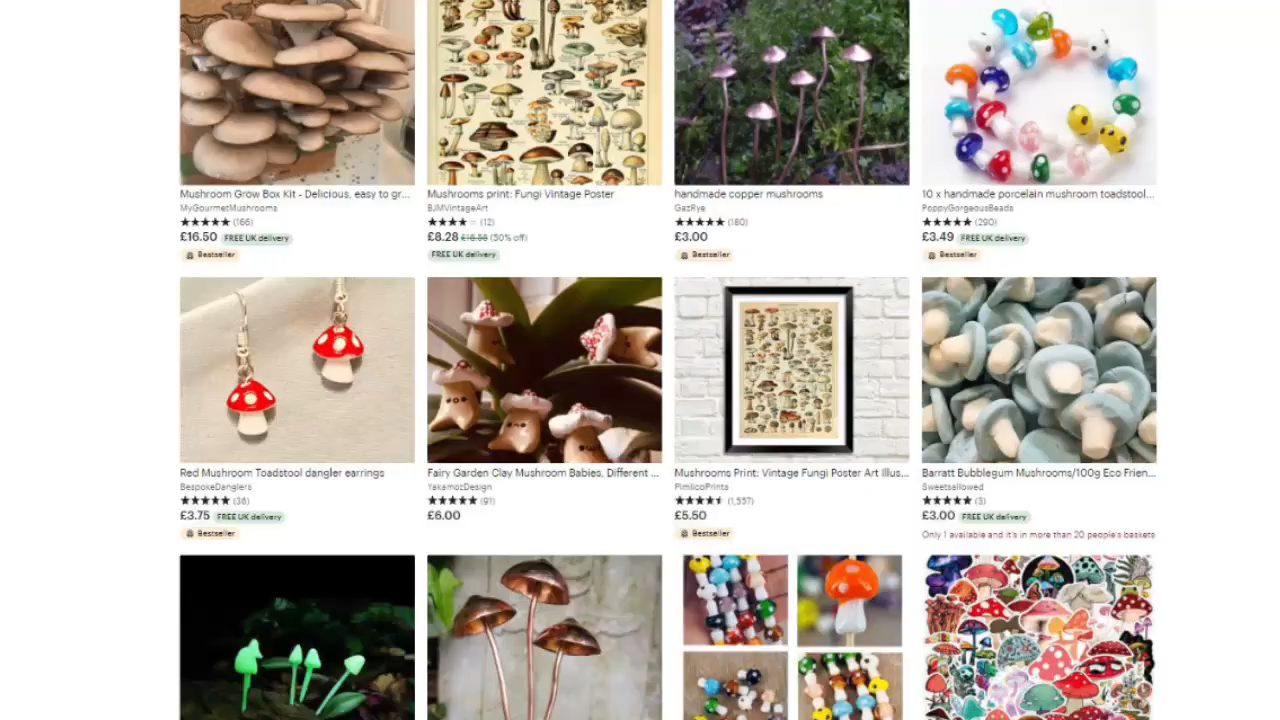 Mushroom Grow Box Kit - Delicious, easy to gr...
MyGourmetMushrooms
(166)
£16.50 FREE UK delivery
Bestseller
Mushrooms print: Fungi Vintage Poster
BJMVintageArt
(12)
£8.28 £16.56 (50% off)
FREE UK delivery
handmade copper mushrooms
GazRye
(180)
£3.00
Bestseller
10 x handmade porcelain mushroom toadstool...
PoppyGorgeousBeads
(290)
£3.49 FREE UK delivery
Bestseller
Red Mushroom Toadstool dangler earrings
BespokeDanglers
(36)
£3.75 FREE UK delivery
Bestseller
Fairy Garden Clay Mushroom Babies, Different ...
YakamozDesign
(91)
£6.00
Mushrooms Print: Vintage Fungi Poster Art Illus...
PimlicoPrints
(1,557)
£5.50
Bestseller
Barratt Bubblegum Mushrooms/100g Eco Frien...
Sweetsallowed
(3)
£3.00 FREE UK delivery
Only 1 available and it's in more than 20 people's baskets